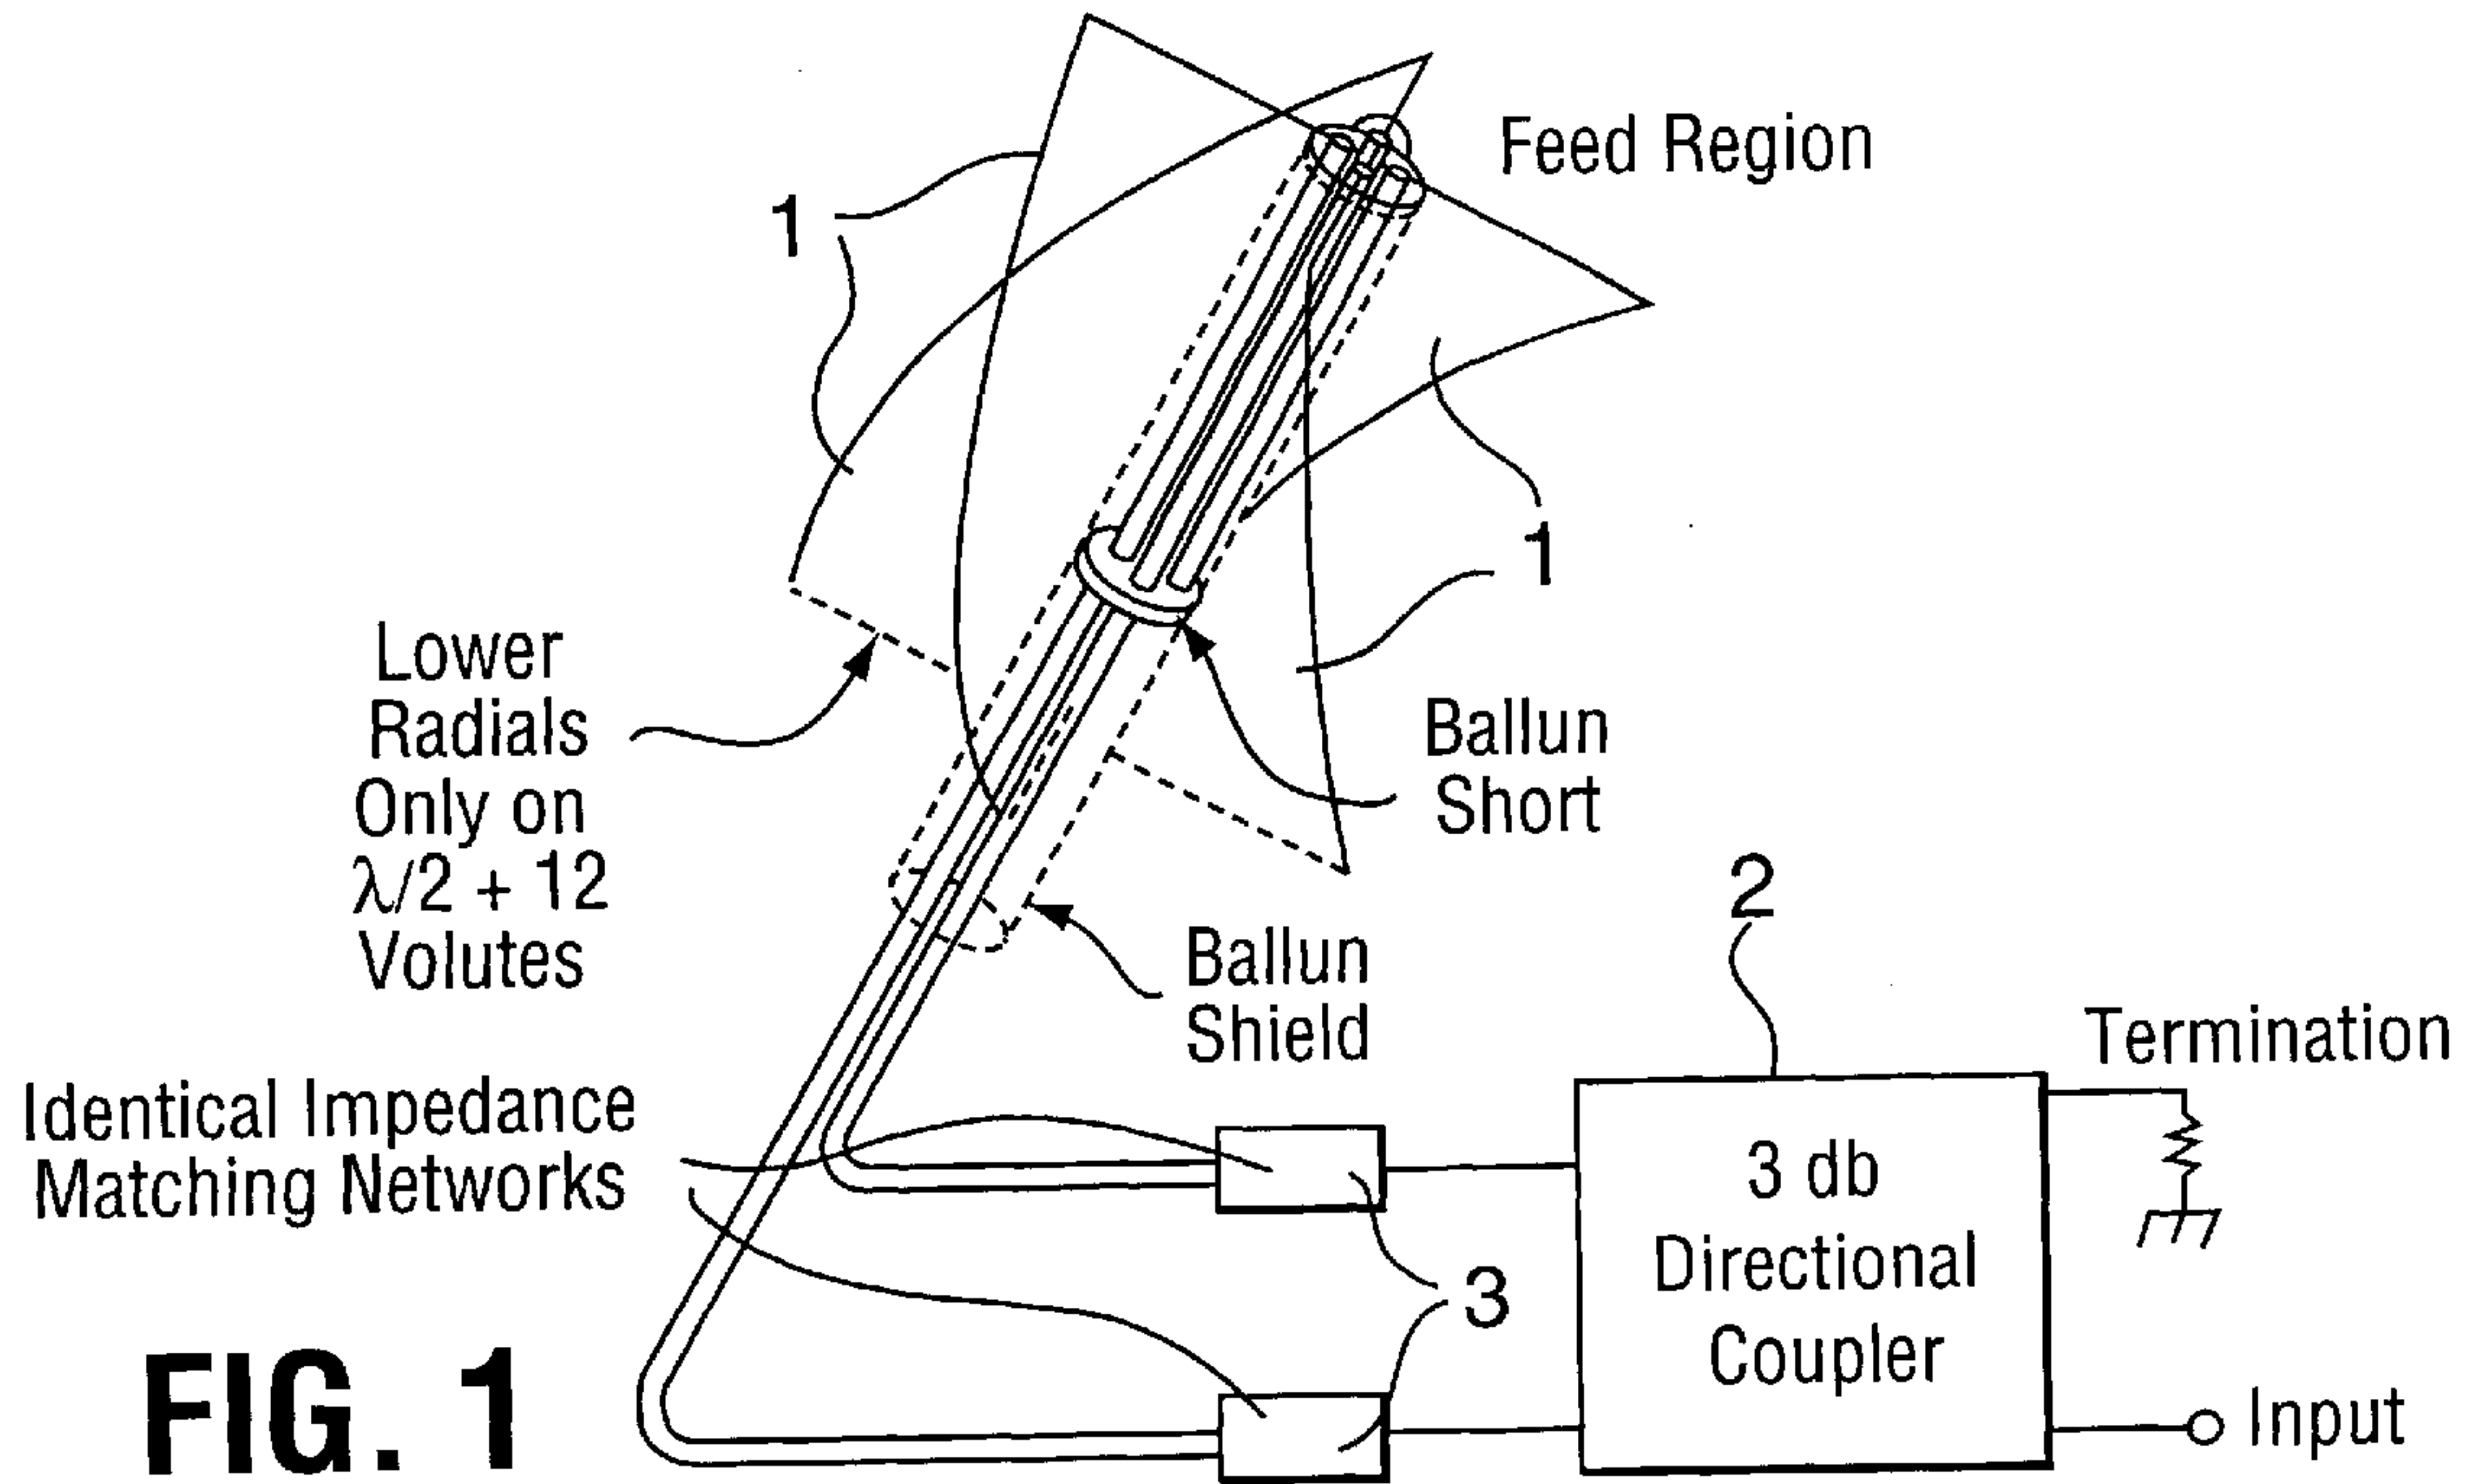 Feed Region
1
1
Lower
Radials
Only on
λ/2 + 12
Volutes
Ballun
Short
2
Ballun
Shield
Termination
Identical Impedance
Matching Networks
3 db
Directional
Coupler
3
Input
FIG. 1